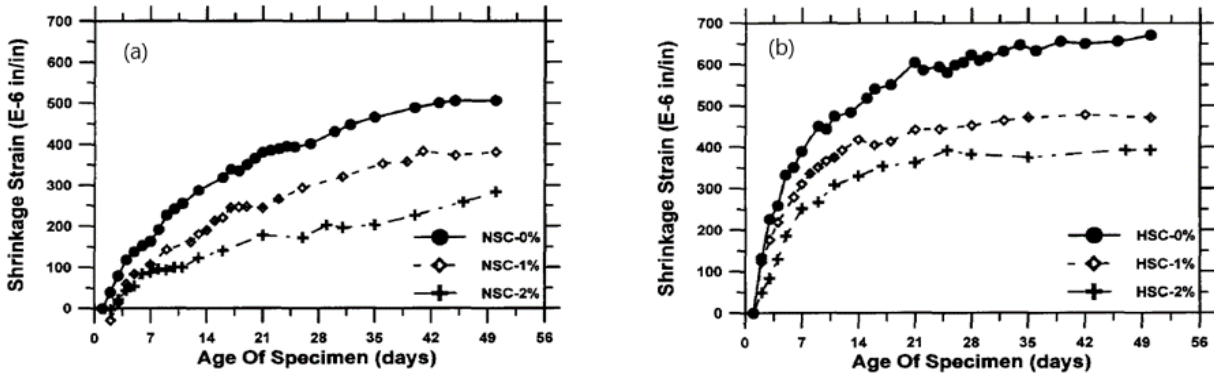 (a)
Shrinkage Strain (E-6 in/in)
700
600
500
400
300
200
100
0
NSC-0%
NSC-1%
NSC-2%
0 7 14 21 28 35 42 49 56
Age Of Specimen (days)
(b)
Shrinkage Strain (E-6 in/in)
700
600
500
400
300
200
100
0
HSC-0%
HSC-1%
HSC-2%
0 7 14 21 28 35 42 49 56
Age Of Specimen (days)